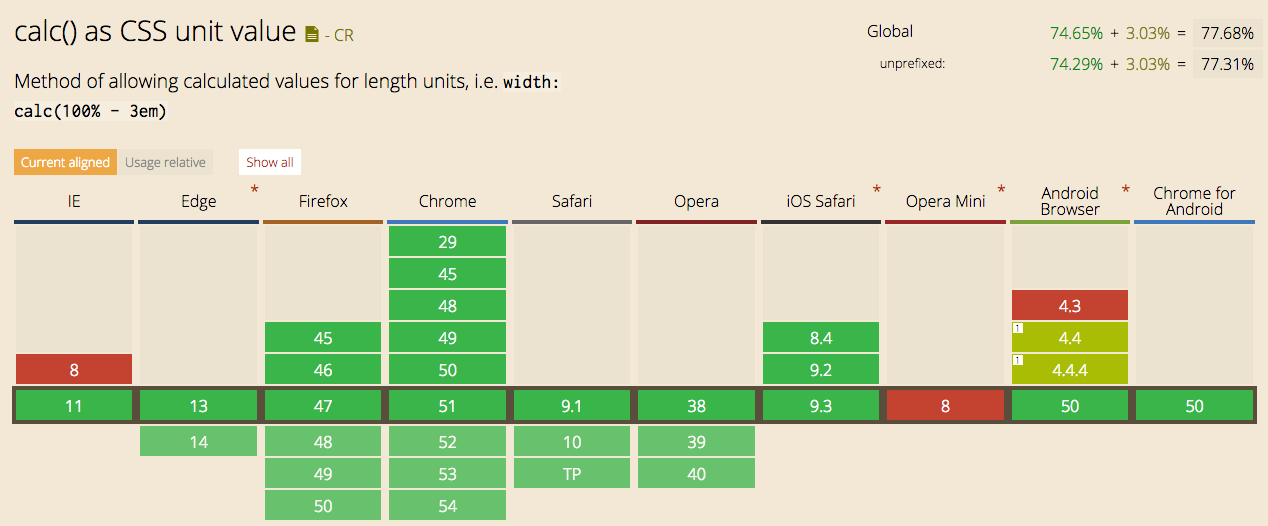 calc() as CSS unit value - CR
Global 74.65% + 3.03% = 77.68%
unprefixed: 74.29% + 3.03% = 77.31%
Method of allowing calculated values for length units, i.e. width:
calc(100% - 3em)
Current aligned Usage relative Show all
IE Edge * Firefox Chrome Safari Opera iOS Safari * Opera Mini * Android Browser * Chrome for Android
29
45
48 4.3
45 49 8.4 1 4.4
8 46 50 9.2 1 4.4.4
11 13 47 51 9.1 38 9.3 8 50 50
14 48 52 10 39
49 53 TP 40
50 54